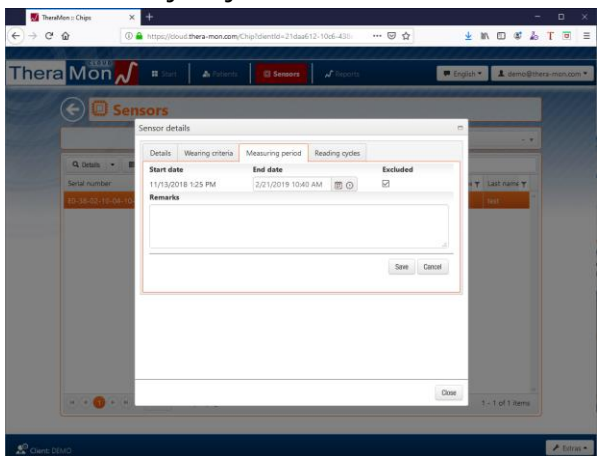 TheraMon :: Chips
https://cloud.thera-mon.com/Chip?clientId=21daa612-10c6-438
TheraMon
CLOUD
Start
Patients
Sensors
Reports
English
demo@thera-mon.com
Sensors
Sensor details
Details
Wearing criteria
Measuring period
Reading cycles
Start date
End date
Excluded
11/13/2018 1:25 PM
2/21/2019 10:40 AM
Remarks
Save
Cancel
Close
Details
Serial number
Last name
test
1
1 - 1 of 1 items
Client: DEMO
Extras